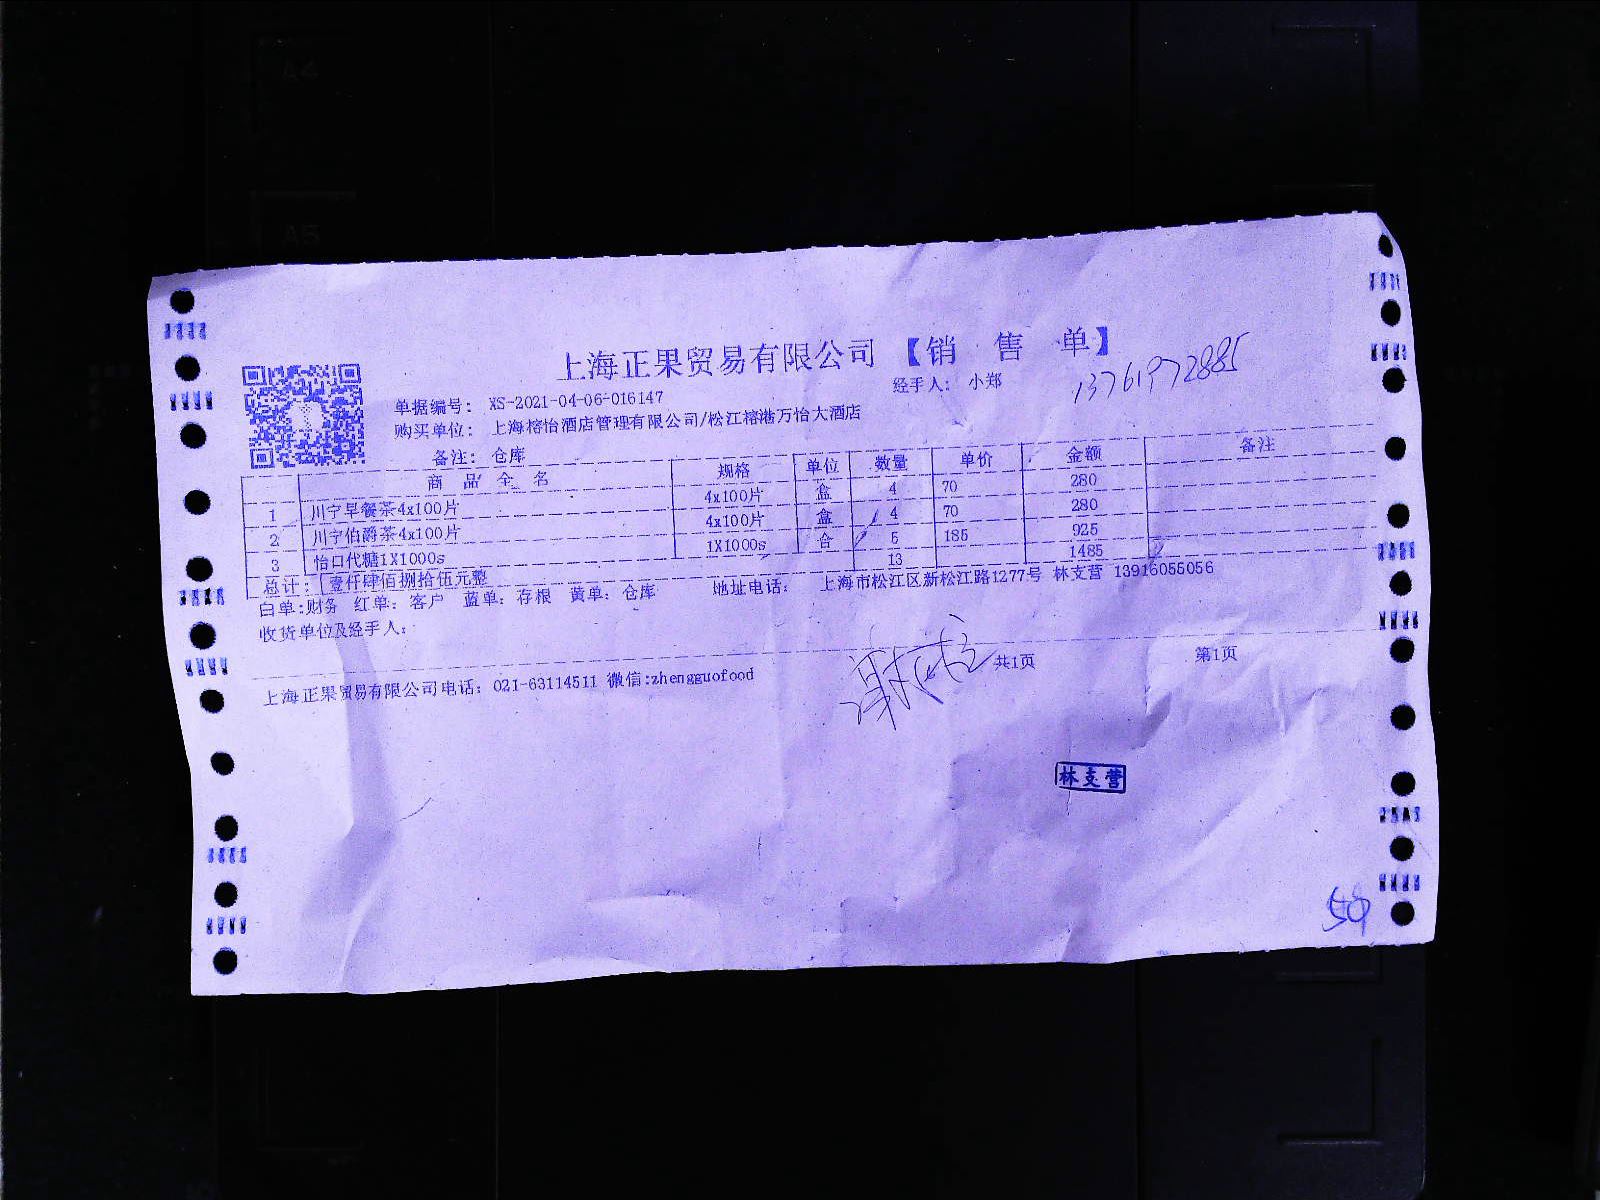 A4
A5
上海正果贸易有限公司【销 售 单】
单据编号: XS-2021-04-06-016147 经手人: 小郑 13761972885
购买单位: 上海榕怡酒店管理有限公司/松江榕港万怡大酒店
备注: 仓库
商 品 全 名 规格 单位 数量 单价 金额 备注
1 川宁早餐茶4x100片 4x100片 盒 4 70 280
2 川宁伯爵茶4x100片 4x100片 盒 4 70 280
3 怡口代糖1X1000s 1X1000s 合 5 185 925
总计: 壹仟肆佰捌拾伍元整 13 1485
白单:财务 红单: 客户 蓝单: 存根 黄单: 仓库 地址电话: 上海市松江区新松江路1277号 林支营 13916055056
收货单位及经手人:
共1页 第1页
上海正果贸易有限公司电话: 021-63114511 微信:zhengguofood
林支营